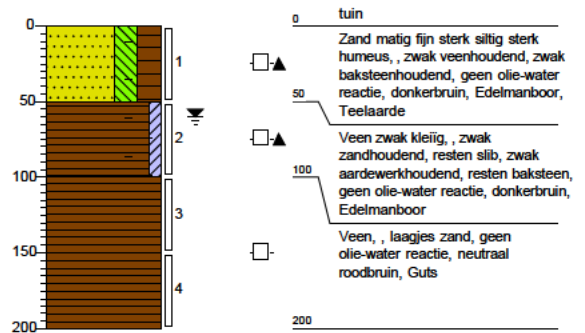 0
50
100
150
200
1
2
3
4
0 tuin
Zand matig fijn sterk siltig sterk
humeus, , zwak veenhoudend, zwak
baksteenhoudend, geen olie-water
reactie, donkerbruin, Edelmanboor,
50
Teelaarde
Veen zwak kleiïg, , zwak
zandhoudend, resten slib, zwak
aardewerkhoudend, resten baksteen,
100
geen olie-water reactie, donkerbruin,
Edelmanboor
Veen, , laagjes zand, geen
olie-water reactie, neutraal
roodbruin, Guts
200